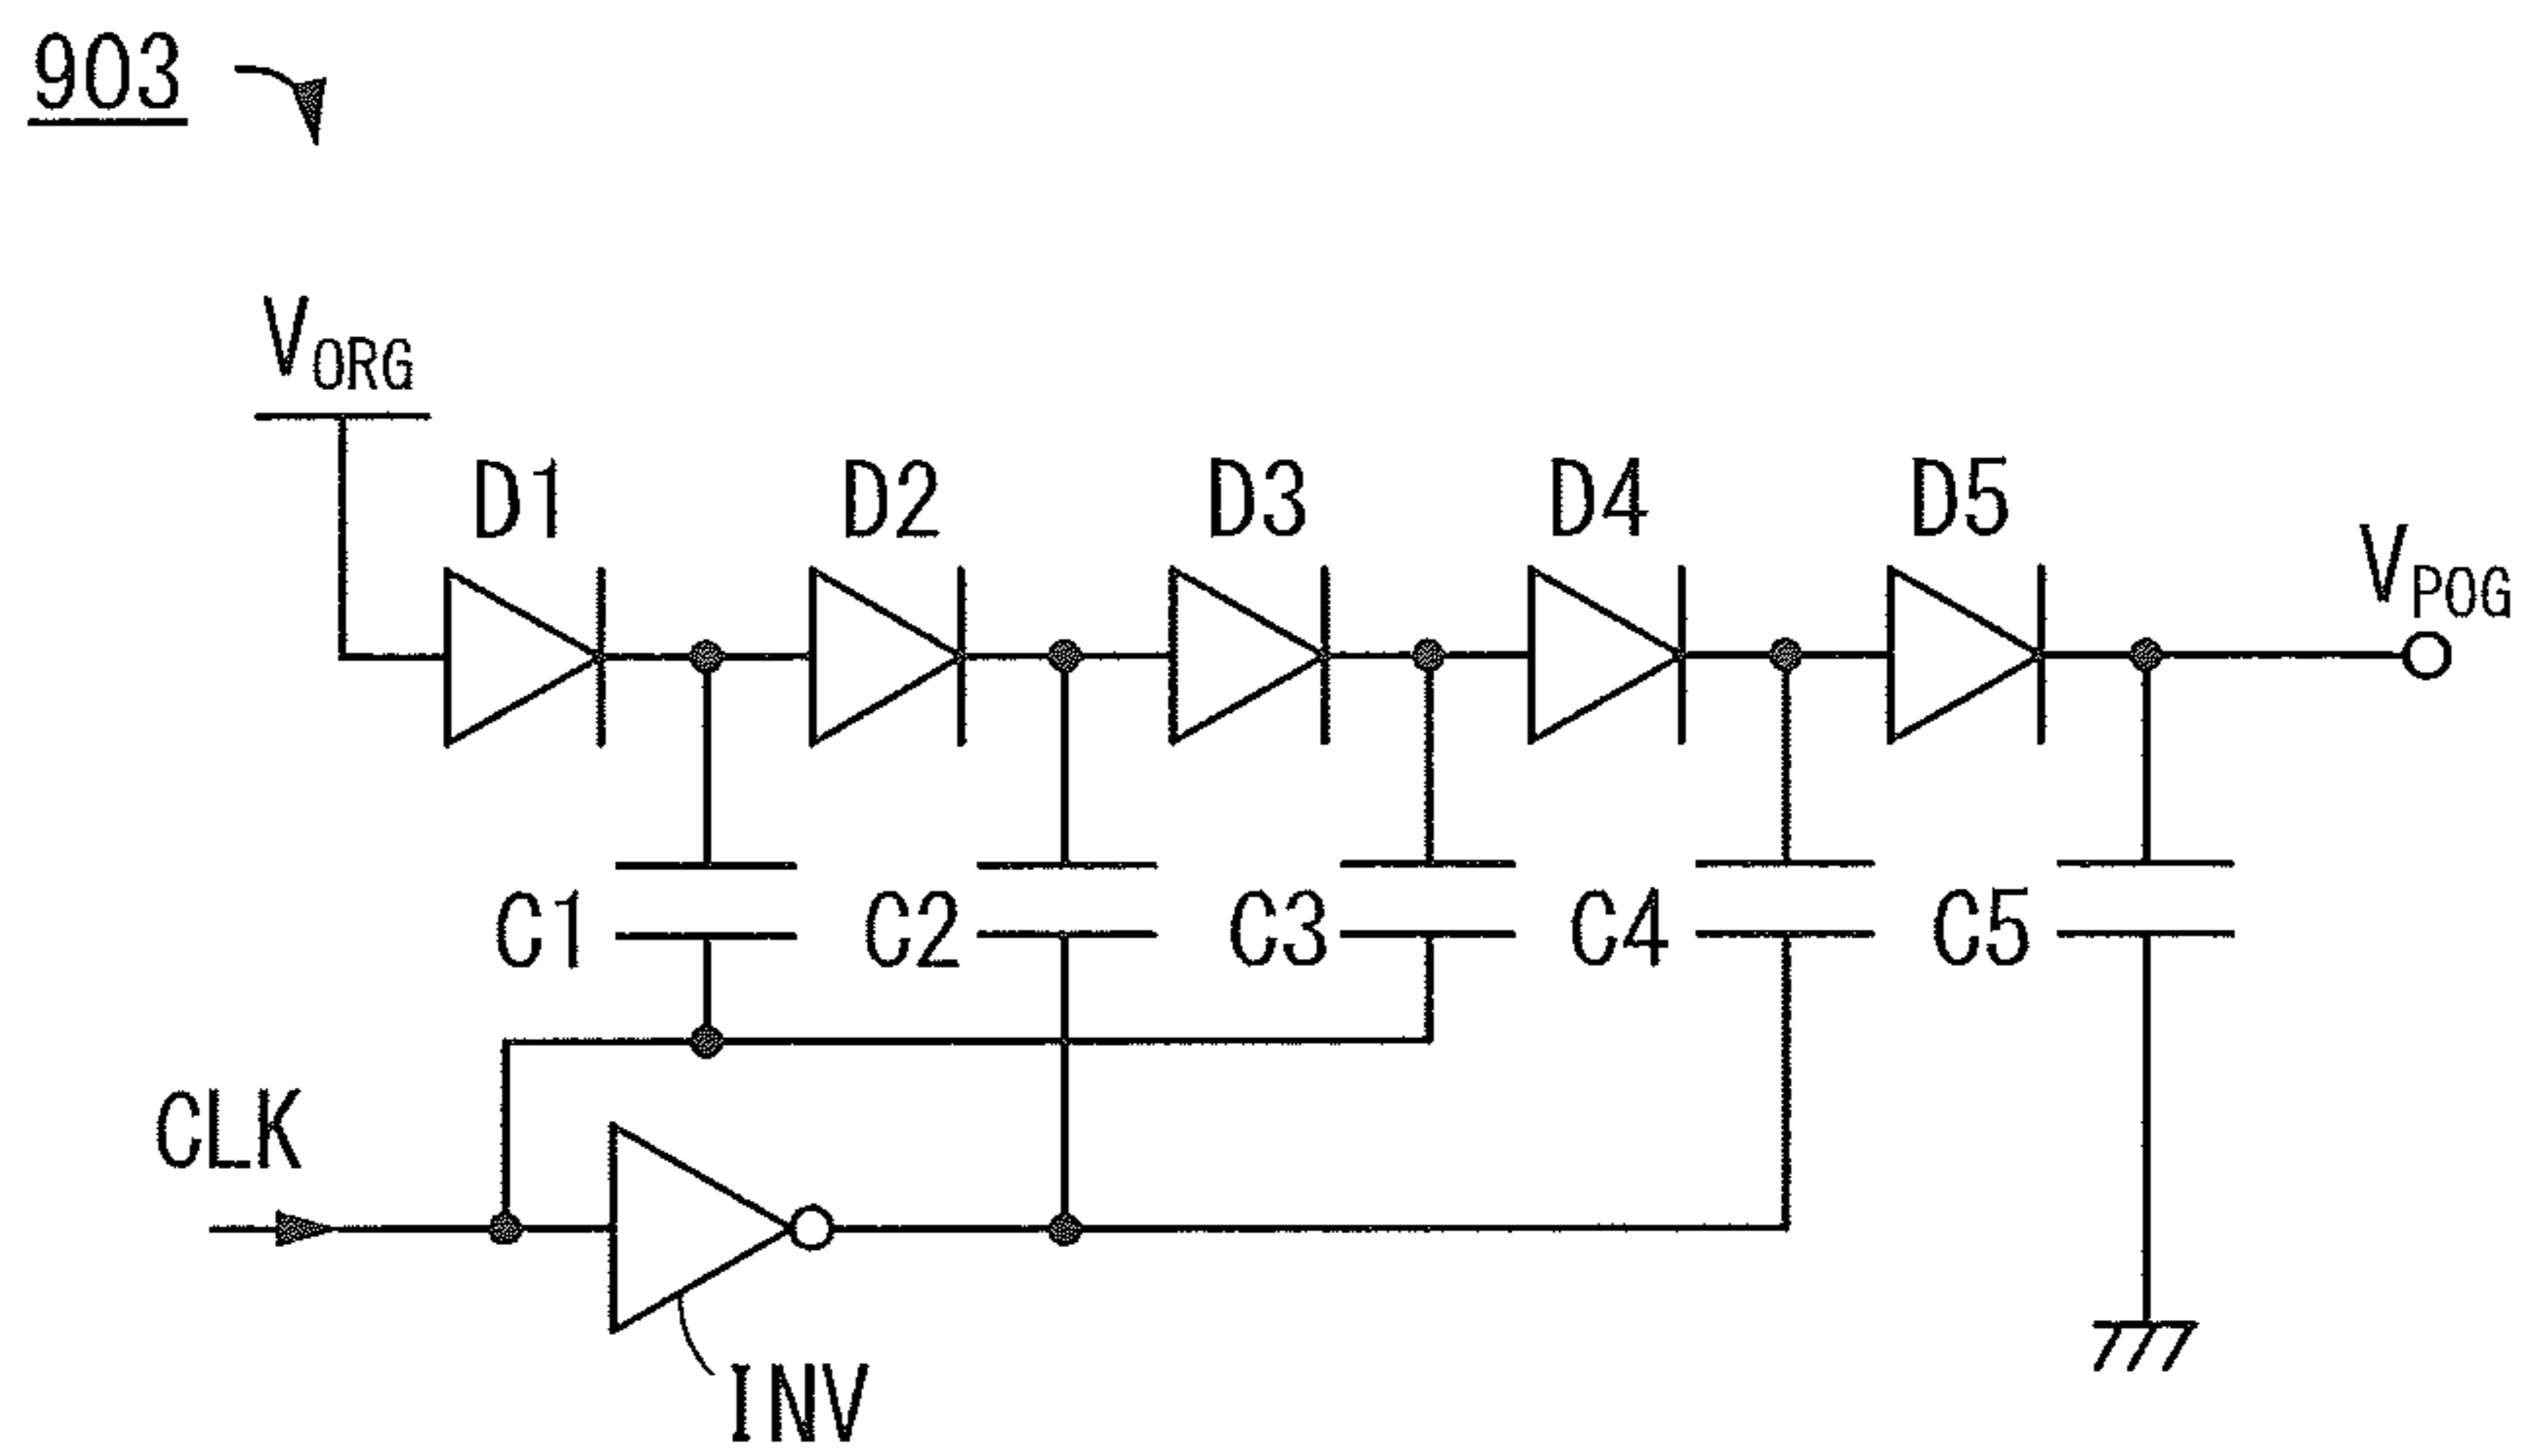 903
VORG
D1 D2 D3 D4 D5
VPOG
C1 C2 C3 C4 C5
CLK
INV